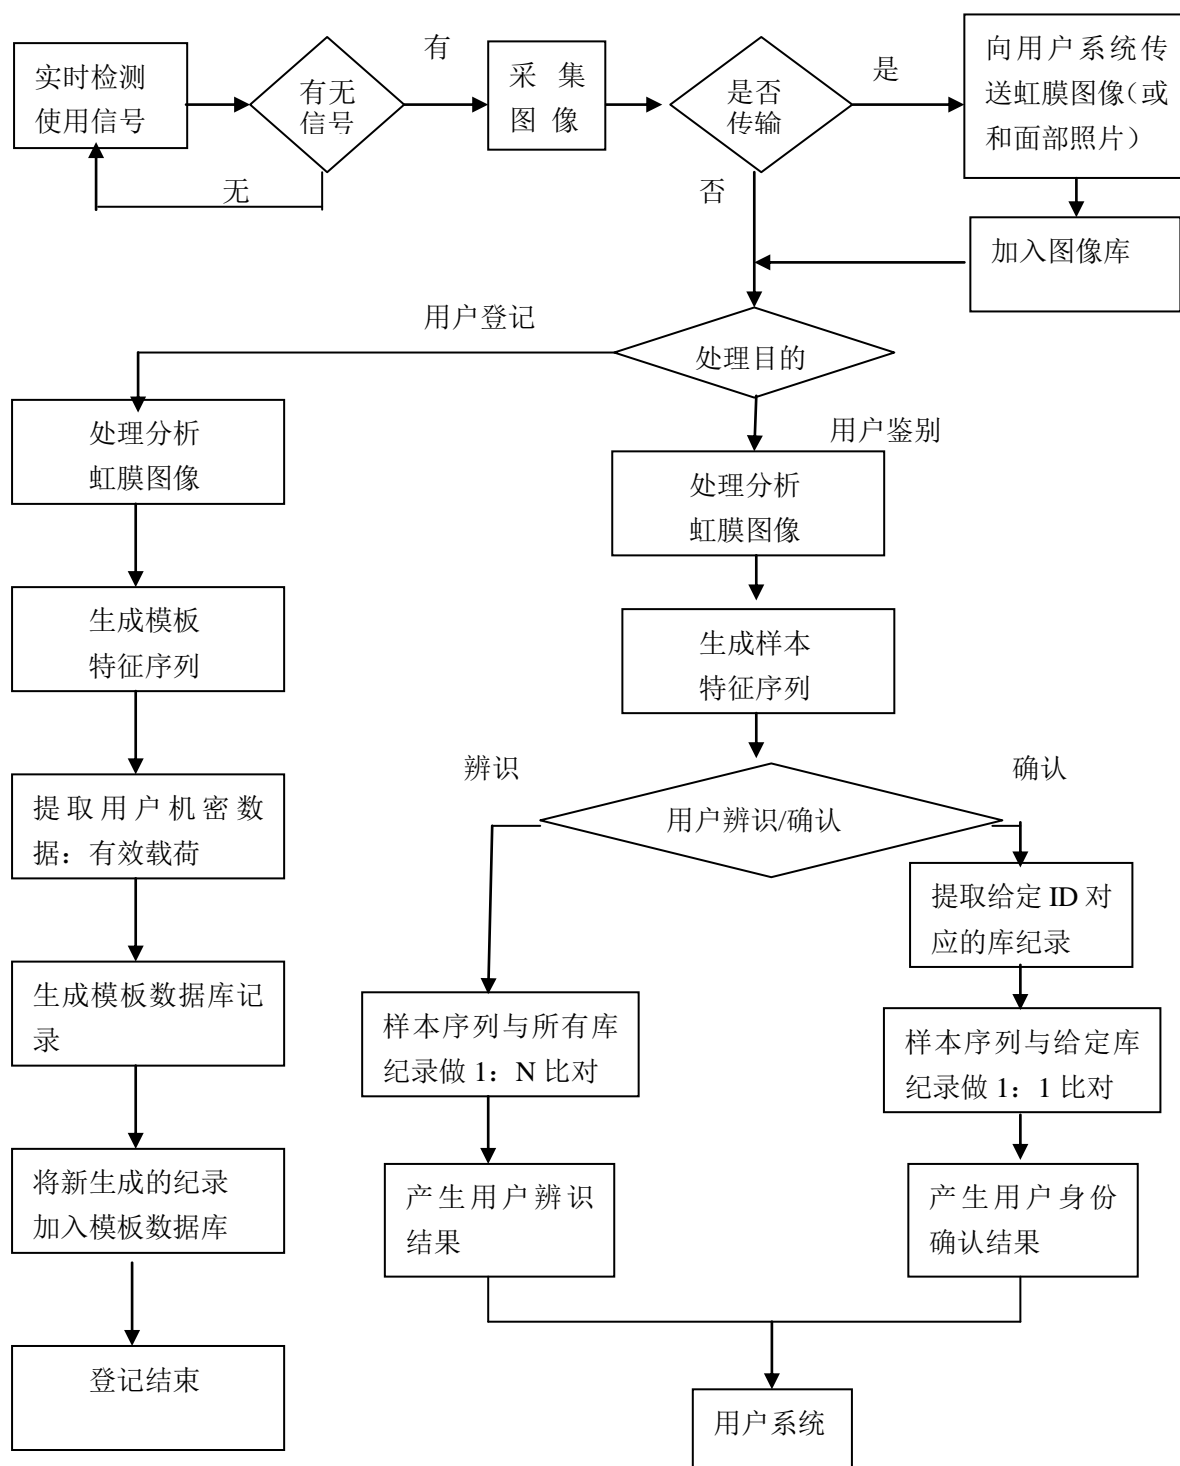 实时检测
使用信号
有无
信号
有
无
采集
图像
是否
传输
是
否
向用户系统传
送虹膜图像（或
和面部照片）
加入图像库
处理目的
用户登记
用户鉴别
处理分析
虹膜图像
生成模板
特征序列
提取用户机密数
据：有效载荷
生成模板数据库记
录
将新生成的纪录
加入模板数据库
登记结束
处理分析
虹膜图像
生成样本
特征序列
用户辨识/确认
辨识
确认
样本序列与所有库
纪录做 1：N 比对
产生用户辨识
结果
提取给定 ID 对
应的库纪录
样本序列与给定库
纪录做 1：1 比对
产生用户身份
确认结果
用户系统